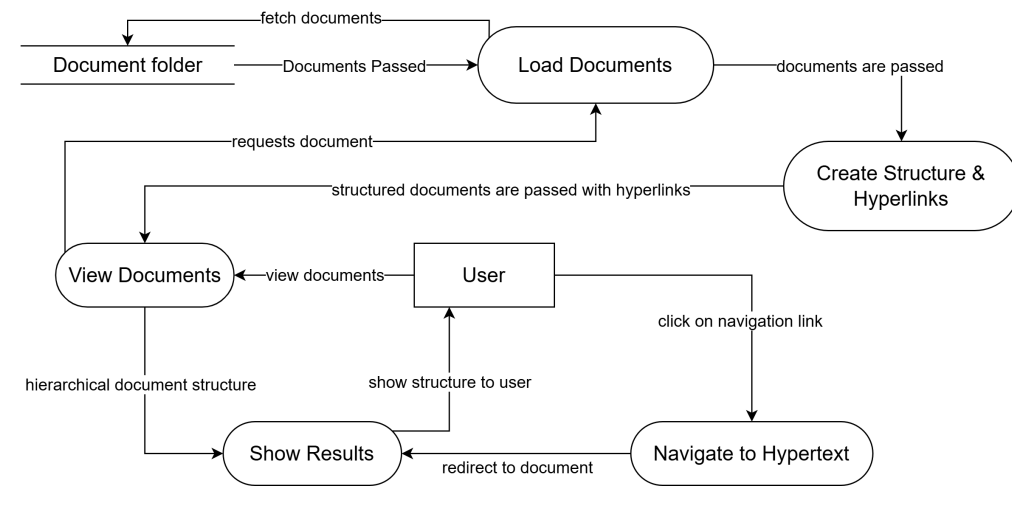 fetch documents
Document folder
Documents Passed
Load Documents
documents are passed
requests document
Create Structure &
Hyperlinks
structured documents are passed with hyperlinks
View Documents
view documents
User
click on navigation link
hierarchical document structure
show structure to user
Show Results
redirect to document
Navigate to Hypertext